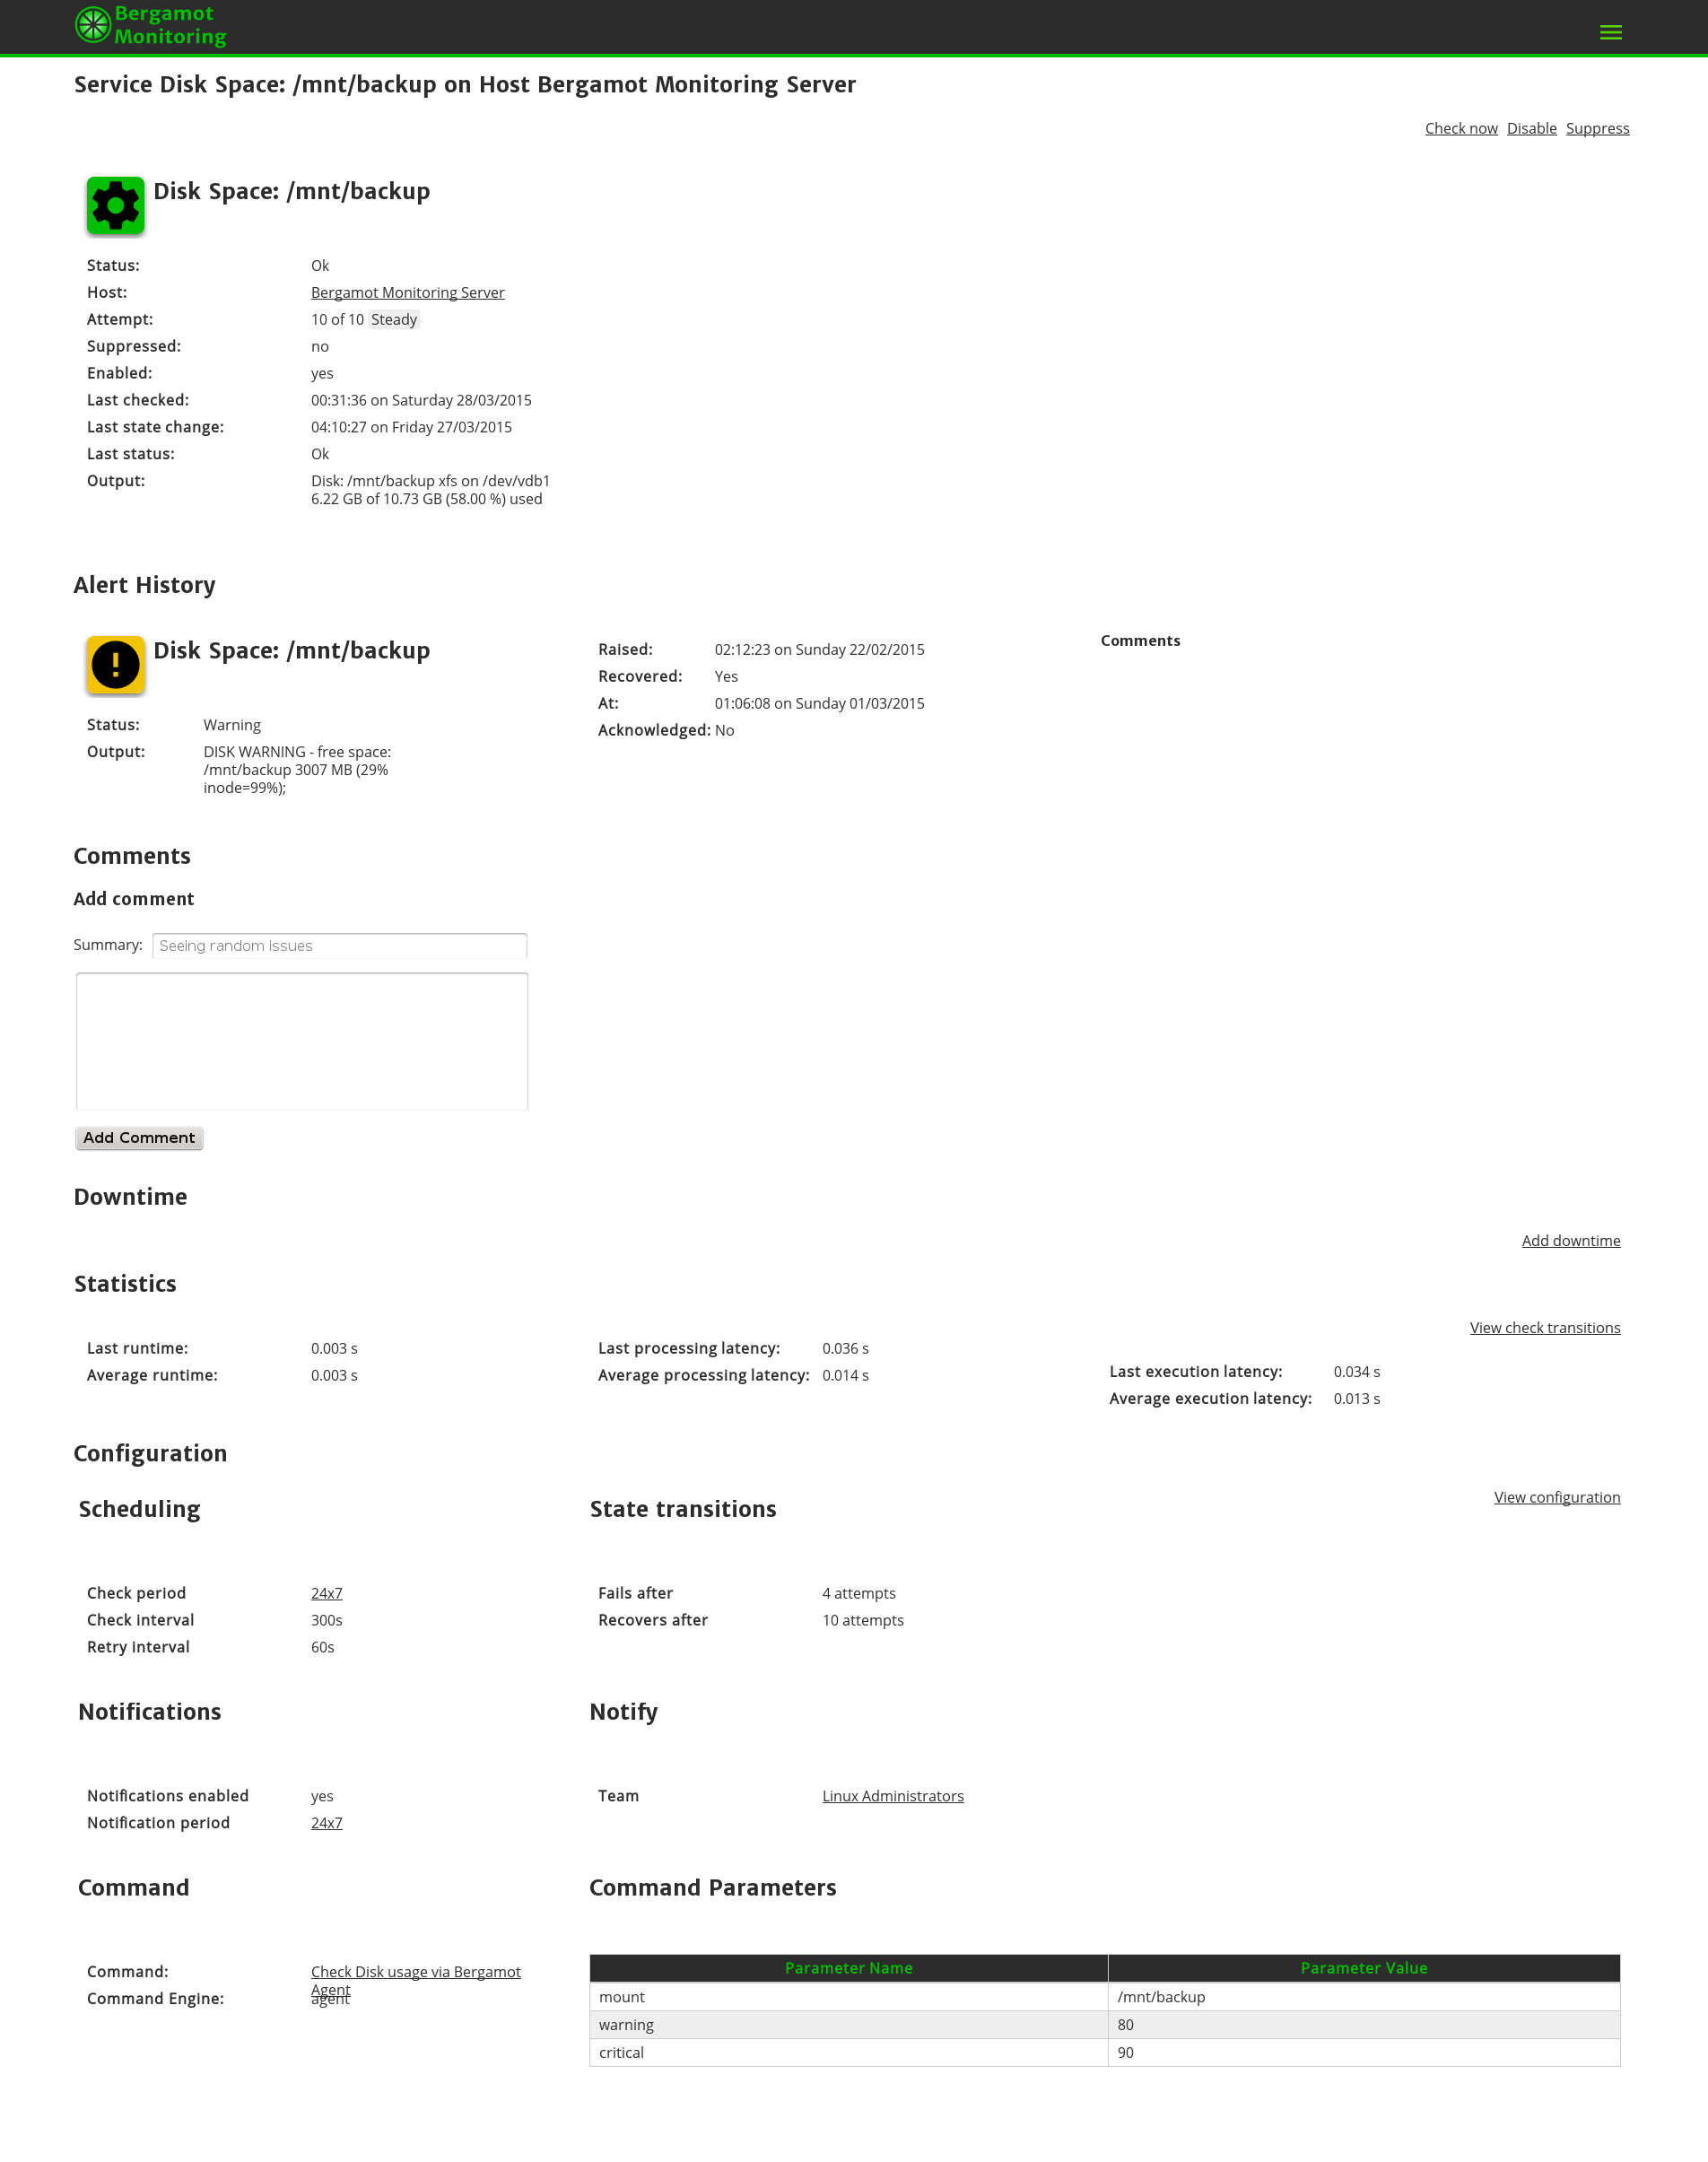 Bergamot
Monitoring
Service Disk Space: /mnt/backup on Host Bergamot Monitoring Server
Check now Disable Suppress
Disk Space: /mnt/backup
Status: Ok
Host: Bergamot Monitoring Server
Attempt: 10 of 10 Steady
Suppressed: no
Enabled: yes
Last checked: 00:31:36 on Saturday 28/03/2015
Last state change: 04:10:27 on Friday 27/03/2015
Last status: Ok
Output: Disk: /mnt/backup xfs on /dev/vdb1
6.22 GB of 10.73 GB (58.00 %) used
Alert History
Disk Space: /mnt/backup
Status: Warning
Output: DISK WARNING - free space:
/mnt/backup 3007 MB (29%
inode=99%);
Raised: 02:12:23 on Sunday 22/02/2015
Recovered: Yes
At: 01:06:08 on Sunday 01/03/2015
Acknowledged: No
Comments
Comments
Add comment
Summary: Seeing random issues
Add Comment
Downtime
Add downtime
Statistics
View check transitions
Last runtime: 0.003 s
Average runtime: 0.003 s
Last processing latency: 0.036 s
Average processing latency: 0.014 s
Last execution latency: 0.034 s
Average execution latency: 0.013 s
Configuration
View configuration
Scheduling
Check period 24x7
Check interval 300s
Retry interval 60s
State transitions
Fails after 4 attempts
Recovers after 10 attempts
Notifications
Notifications enabled yes
Notification period 24x7
Notify
Team Linux Administrators
Command
Command: Check Disk usage via Bergamot
Agent
Command Engine: agent
Command Parameters
Parameter Name Parameter Value
mount /mnt/backup
warning 80
critical 90